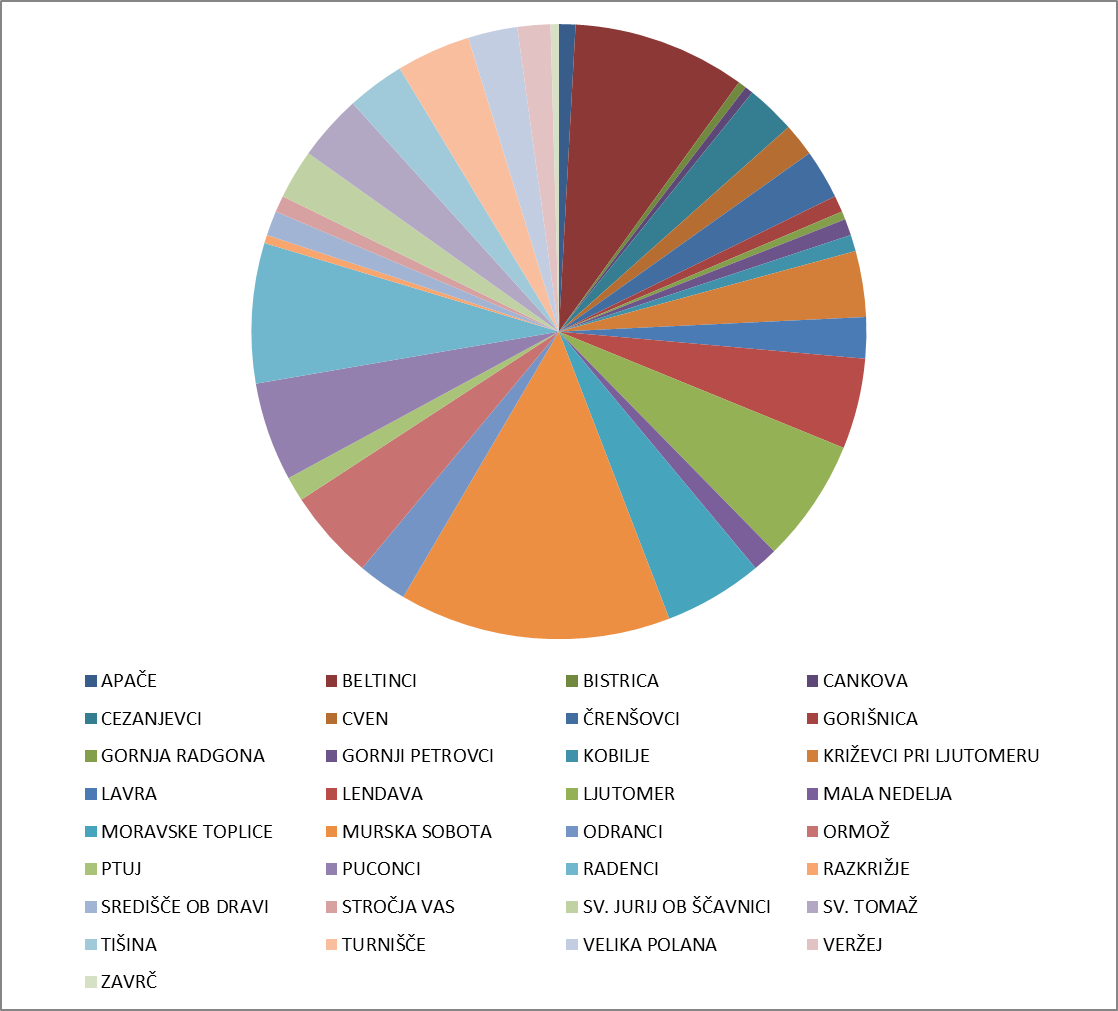 APAČE BELTINCI BISTRICA CANKOVA
CEZANJEVCI CVEN ČRENŠOVCI GORIŠNICA
GORNJA RADGONA GORNJI PETROVCI KOBILJE KRIŽEVCI PRI LJUTOMERU
LAVRA LENDAVA LJUTOMER MALA NEDELJA
MORAVSKE TOPLICE MURSKA SOBOTA ODRANCI ORMOŽ
PTUJ PUCONCI RADENCI RAZKRIŽJE
SREDIŠČE OB DRAVI STROČJA VAS SV. JURIJ OB ŠČAVNICI SV. TOMAŽ
TIŠINA TURNIŠČE VELIKA POLANA VERŽEJ
ZAVRČ